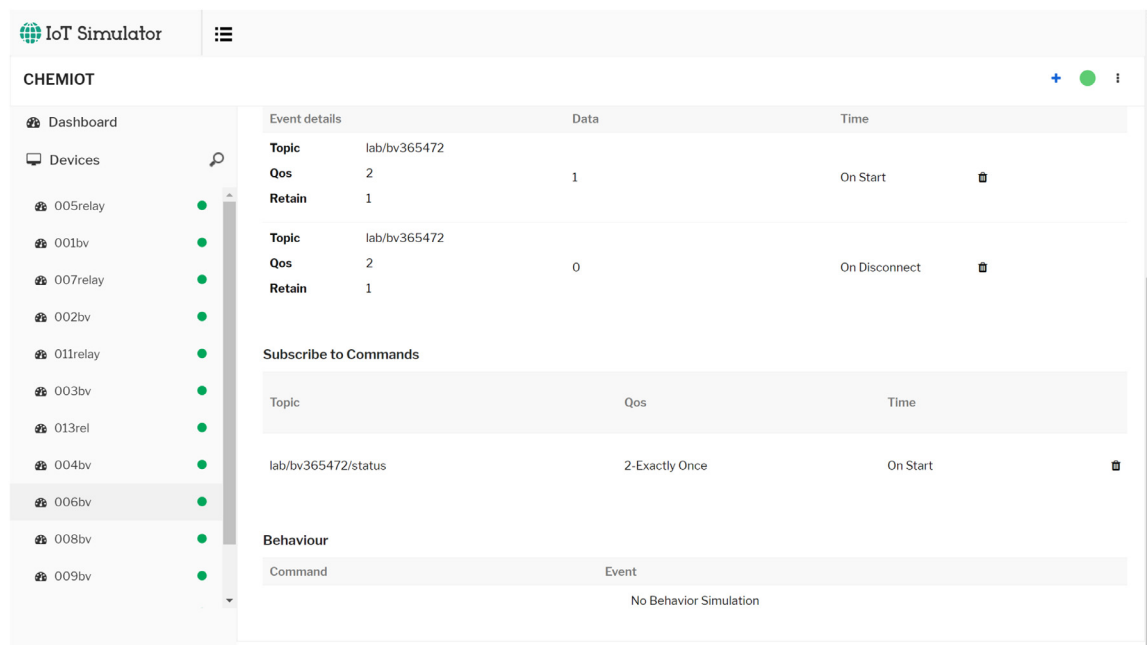 IoT Simulator
CHEMIOT
Dashboard
Devices
005relay
001bv
007relay
002bv
011relay
003bv
013rel
004bv
006bv
008bv
009bv
Event details Data Time
Topic lab/bv365472
Qos 2 1 On Start
Retain 1
Topic lab/bv365472
Qos 2 0 On Disconnect
Retain 1
Subscribe to Commands
Topic Qos Time
lab/bv365472/status 2-Exactly Once On Start
Behaviour
Command Event
No Behavior Simulation